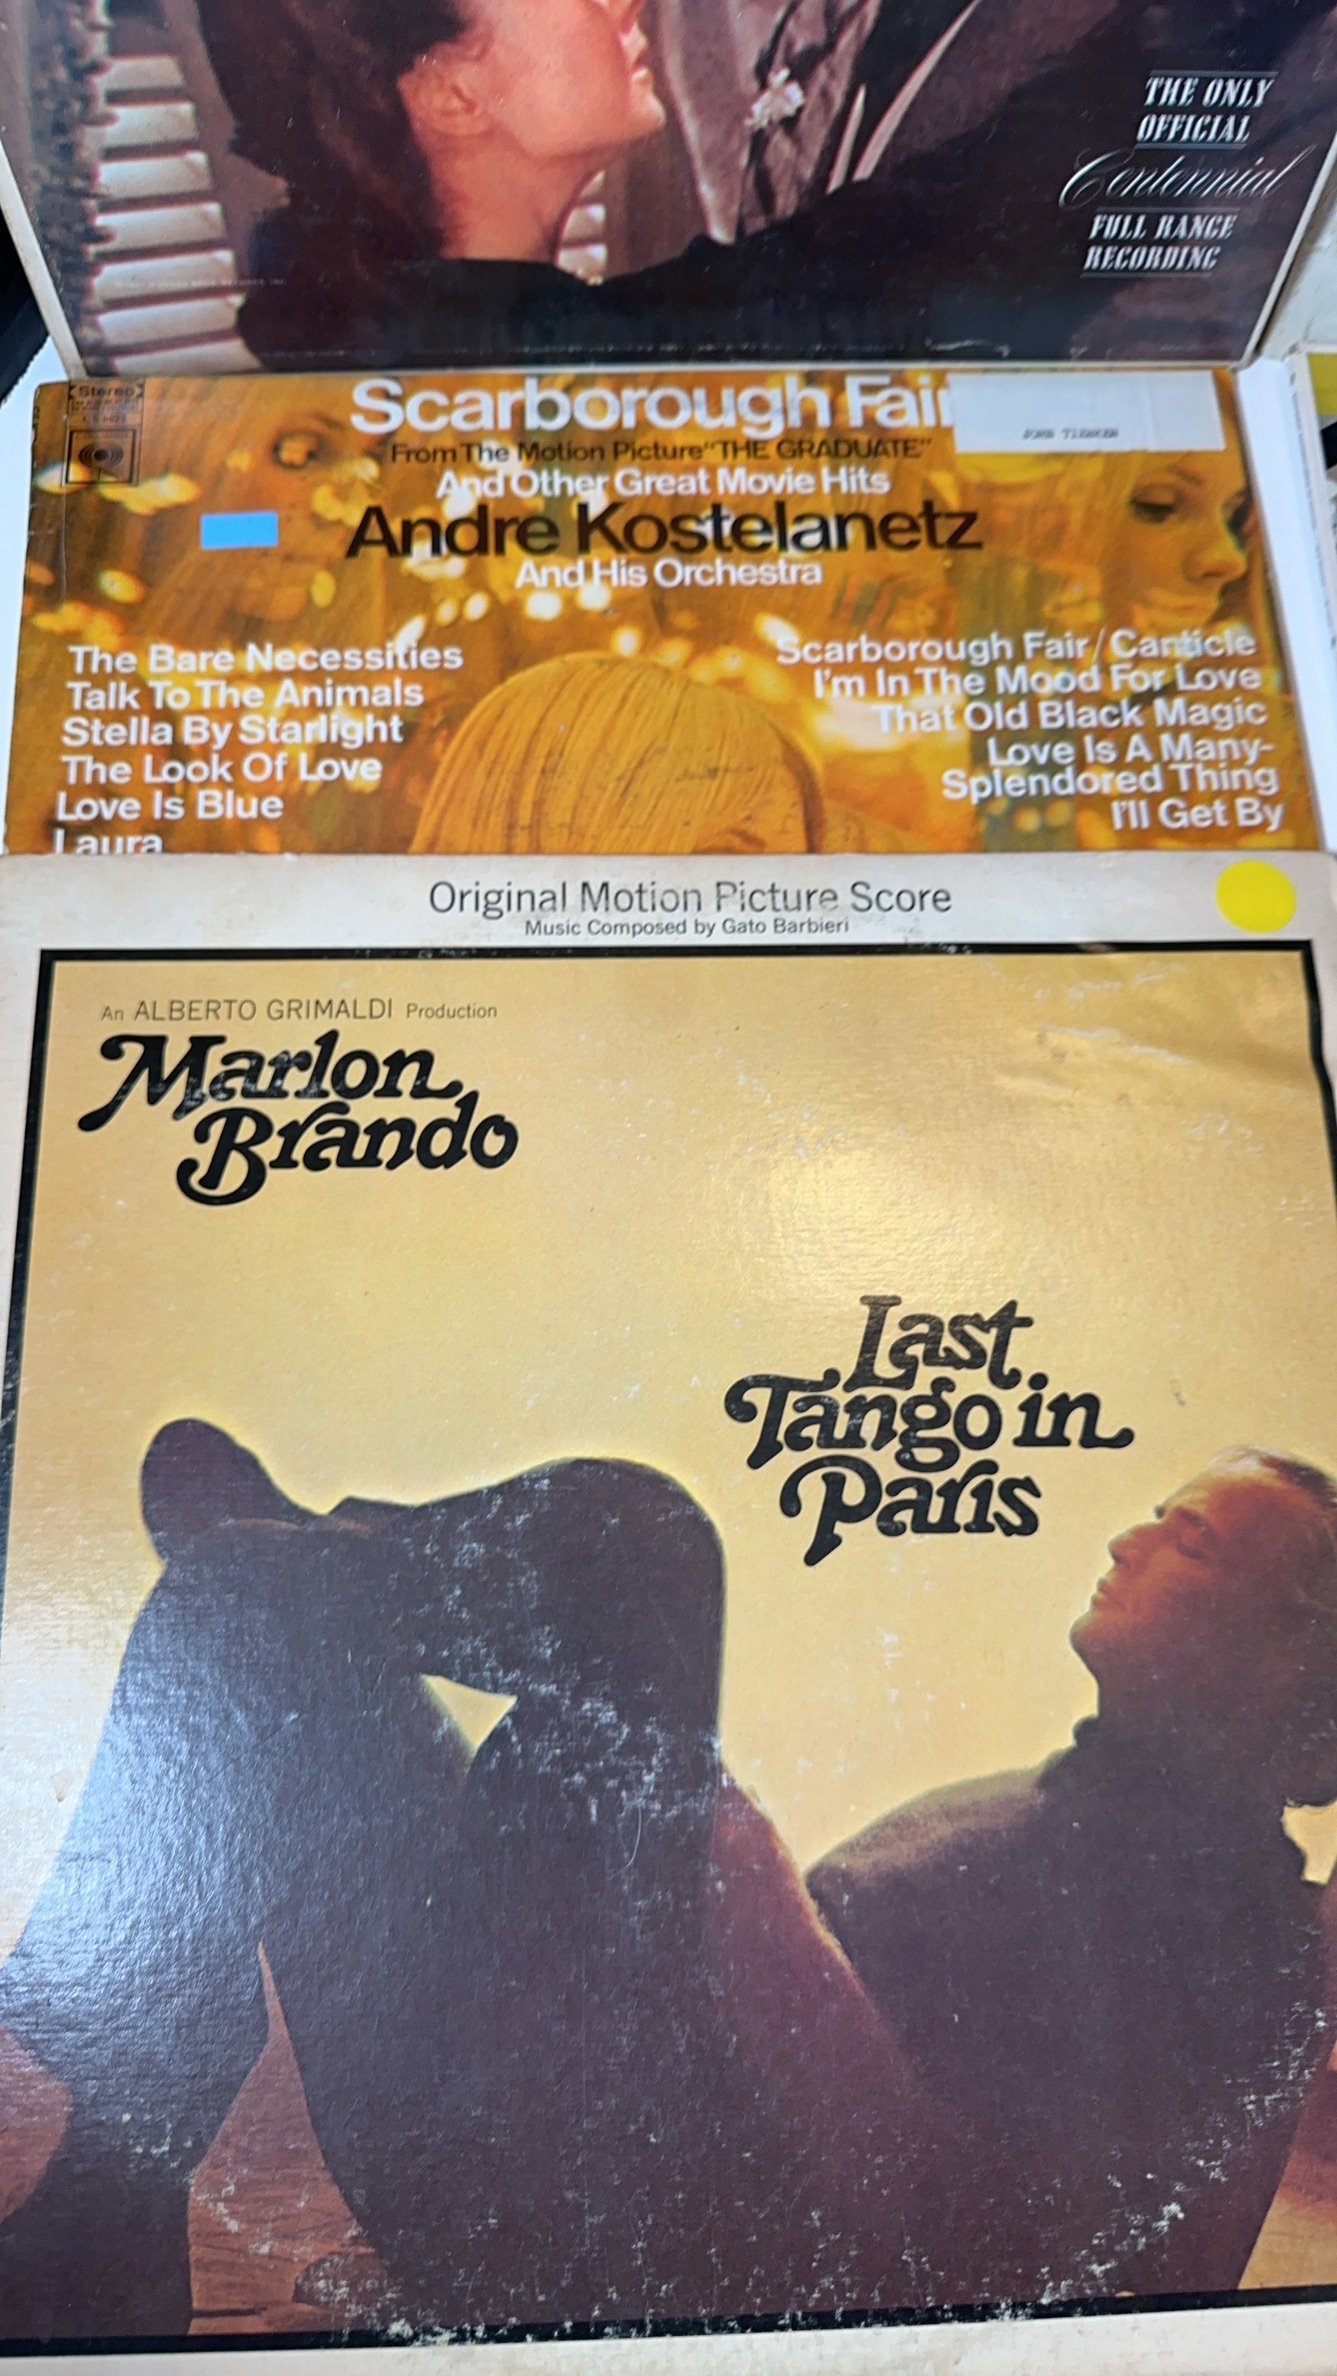 THE ONLY
OFFICIAL
Centennial
FULL RANGE
RECORDING
Stereo
Scarborough Fair
From The Motion Picture "THE GRADUATE"
And Other Great Movie Hits
Andre Kostelanetz
And His Orchestra
The Bare Necessities
Talk To The Animals
Stella By Starlight
The Look Of Love
Love Is Blue
Laura
Scarborough Fair/Canticle
I'm In The Mood For Love
That Old Black Magic
Love Is A Many-
Splendored Thing
I'll Get By
Original Motion Picture Score
Music Composed by Gato Barbieri
An ALBERTO GRIMALDI Production
Marlon
Brando
Last
Tango in
Paris